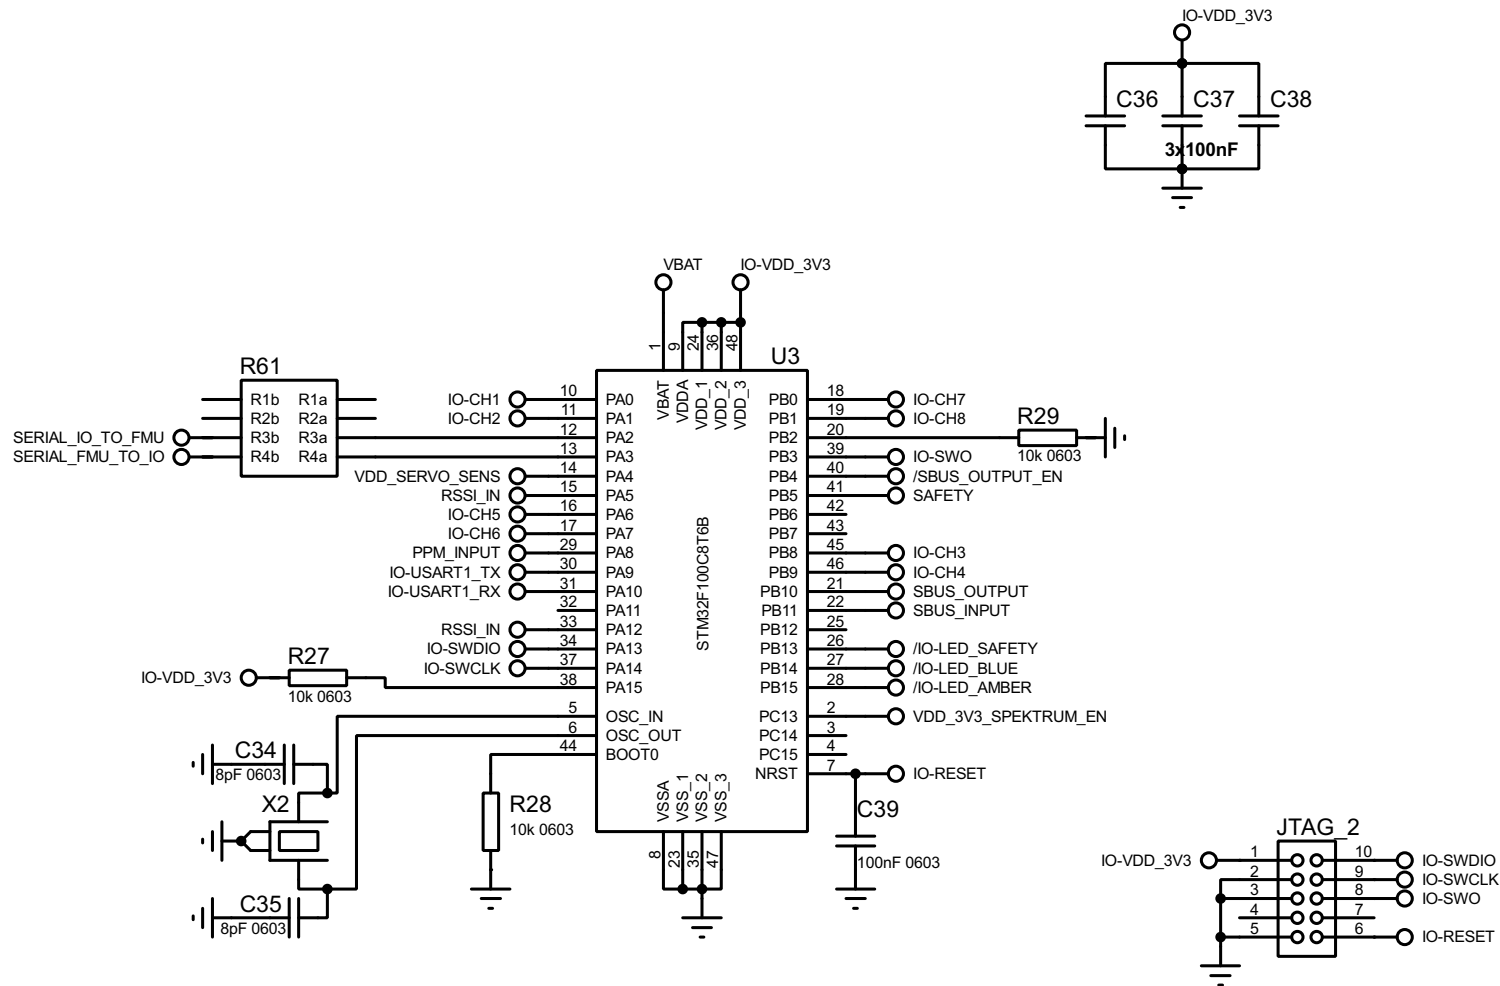 IO-VDD_3V3
C36 C37 C38
3x100nF
VBAT IO-VDD_3V3
1 9 24 36 48
U3
VBAT VDDA VDD_1 VDD_2 VDD_3
R61
R1b R1a
R2b R2a
SERIAL_IO_TO_FMU R3b R3a
SERIAL_FMU_TO_IO R4b R4a
IO-CH1 10 PA0
IO-CH2 11 PA1
12 PA2
13 PA3
VDD_SERVO_SENS 14 PA4
RSSI_IN 15 PA5
IO-CH5 16 PA6
IO-CH6 17 PA7
PPM_INPUT 29 PA8
IO-USART1_TX 30 PA9
IO-USART1_RX 31 PA10
32 PA11
RSSI_IN 33 PA12
IO-SWDIO 34 PA13
IO-SWCLK 37 PA14
38 PA15
5 OSC_IN
6 OSC_OUT
44 BOOT0
STM32F100C8T6B
PB0 18 IO-CH7
PB1 19 IO-CH8
PB2 20
PB3 39 IO-SWO
PB4 40 /SBUS_OUTPUT_EN
PB5 41 SAFETY
PB6 42
PB7 43
PB8 45 IO-CH3
PB9 46 IO-CH4
PB10 21 SBUS_OUTPUT
PB11 22 SBUS_INPUT
PB12 25
PB13 26 /IO-LED_SAFETY
PB14 27 /IO-LED_BLUE
PB15 28 /IO-LED_AMBER
PC13 2 VDD_3V3_SPEKTRUM_EN
PC14 3
PC15 4
NRST 7 IO-RESET
R29
10k 0603
IO-VDD_3V3
R27
10k 0603
C34
8pF 0603
X2
C35
8pF 0603
R28
10k 0603
VSSA VSS_1 VSS_2 VSS_3
8 23 35 47
C39
100nF 0603
JTAG_2
IO-VDD_3V3 1 10 IO-SWDIO
2 9 IO-SWCLK
3 8 IO-SWO
4 7
5 6 IO-RESET